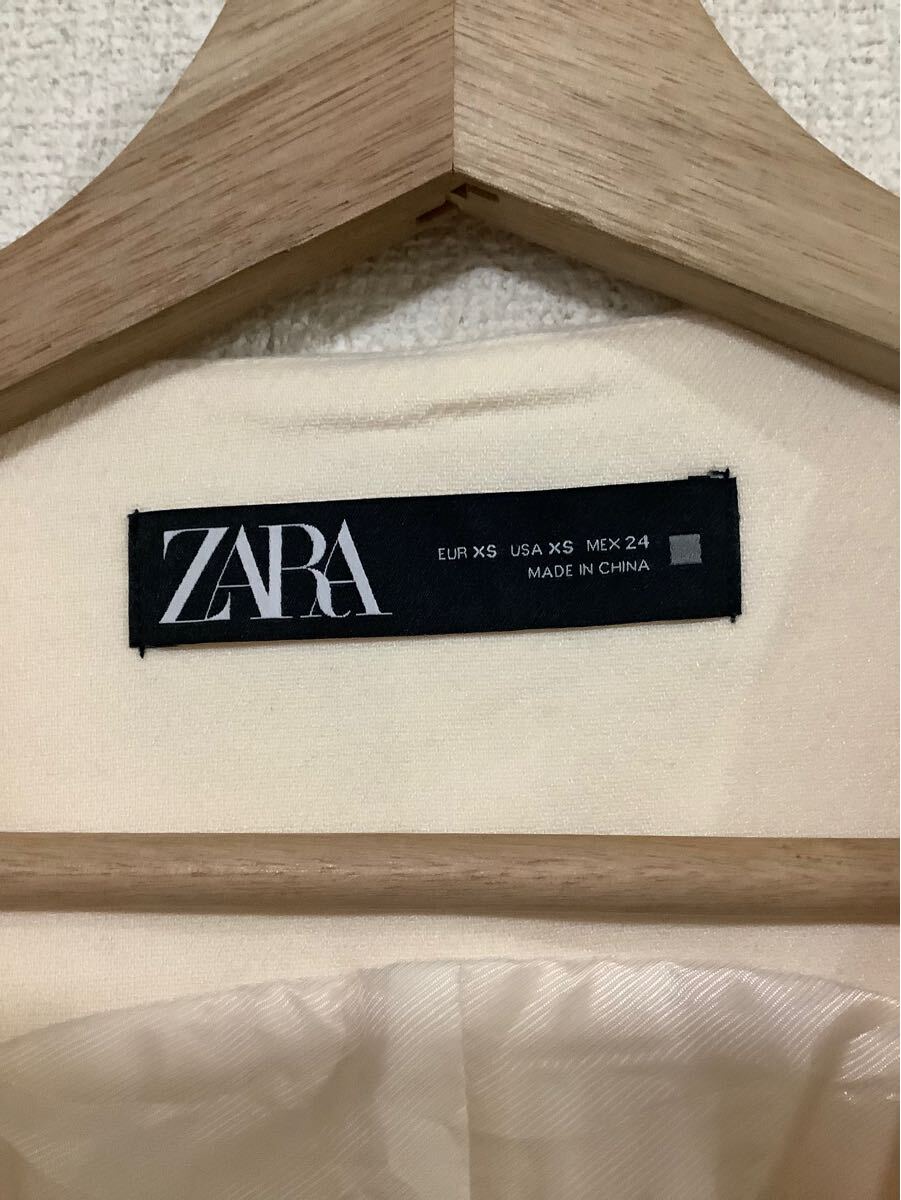 ZARA
EUR XS USA XS MEX 24
MADE IN CHINA